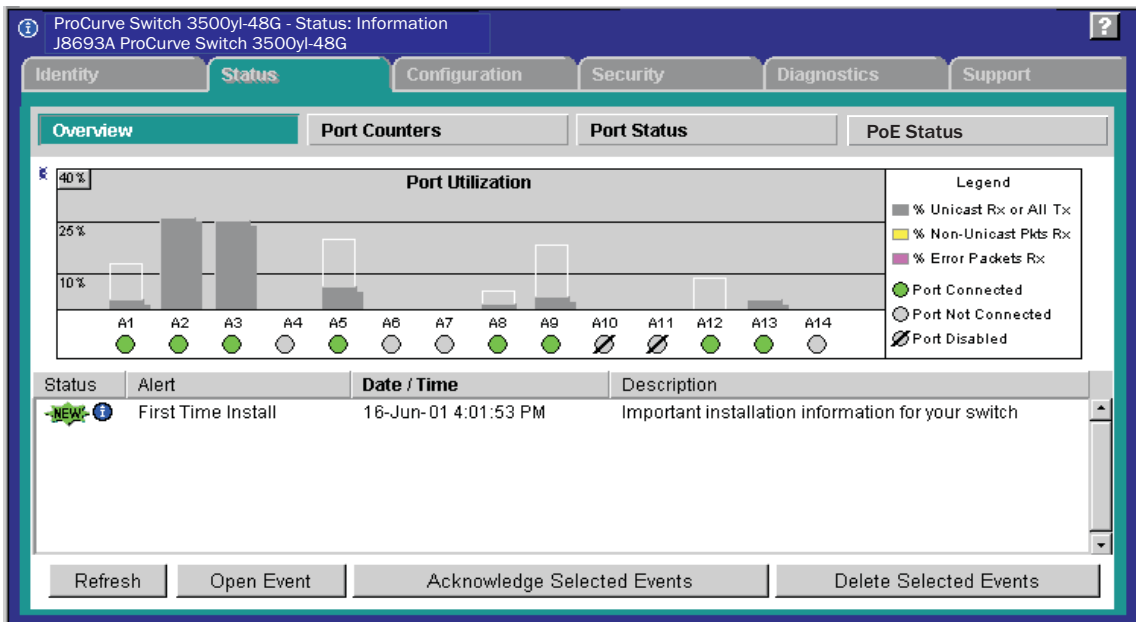 ProCurve Switch 3500yl-48G - Status: Information
J8693A ProCurve Switch 3500yl-48G
?
Identity Status Configuration Security Diagnostics Support
Overview Port Counters Port Status PoE Status
40 %
Port Utilization
25 %
10 %
A1 A2 A3 A4 A5 A6 A7 A8 A9 A10 A11 A12 A13 A14
Legend
% Unicast Rx or All Tx
% Non-Unicast Pkts Rx
% Error Packets Rx
Port Connected
Port Not Connected
Port Disabled
Status Alert Date / Time Description
NEW First Time Install 16-Jun-01 4:01:53 PM Important installation information for your switch
Refresh Open Event Acknowledge Selected Events Delete Selected Events